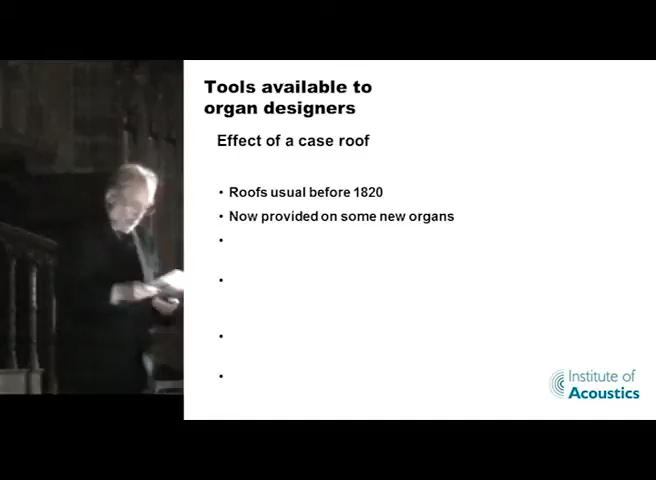 Tools available to
organ designers
Effect of a case roof
• Roofs usual before 1820
• Now provided on some new organs
•
•
•
•
Institute of
Acoustics